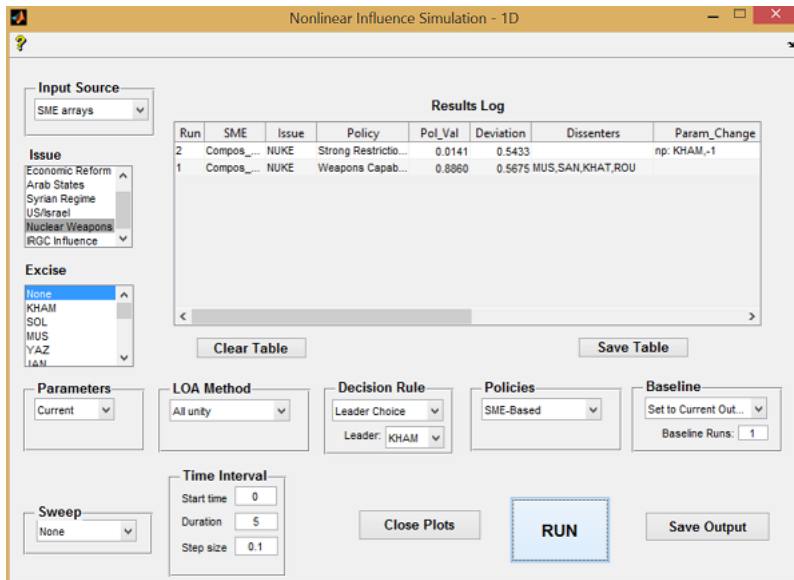 Nonlinear Influence Simulation - 1D
Input Source
SME arrays
Issue
Economic Reform
Arab States
Syrian Regime
US/Israel
Nuclear Weapons
IRGC Influence
Excise
None
KHAM
SOL
MUS
YAZ
JAN
Results Log
Run SME Issue Policy Pol_Val Deviation Dissenters Param_Change
2 Compos_... NUKE Strong Restrictio... 0.0141 0.5433 np: KHAM,-1
1 Compos_... NUKE Weapons Capab... 0.8860 0.5675 MUS,SAN,KHAT,ROU
Clear Table
Save Table
Parameters
Current
LOA Method
All unity
Decision Rule
Leader Choice
Leader: KHAM
Policies
SME-Based
Baseline
Set to Current Out...
Baseline Runs: 1
Sweep
None
Time Interval
Start time 0
Duration 5
Step size 0.1
Close Plots
RUN
Save Output